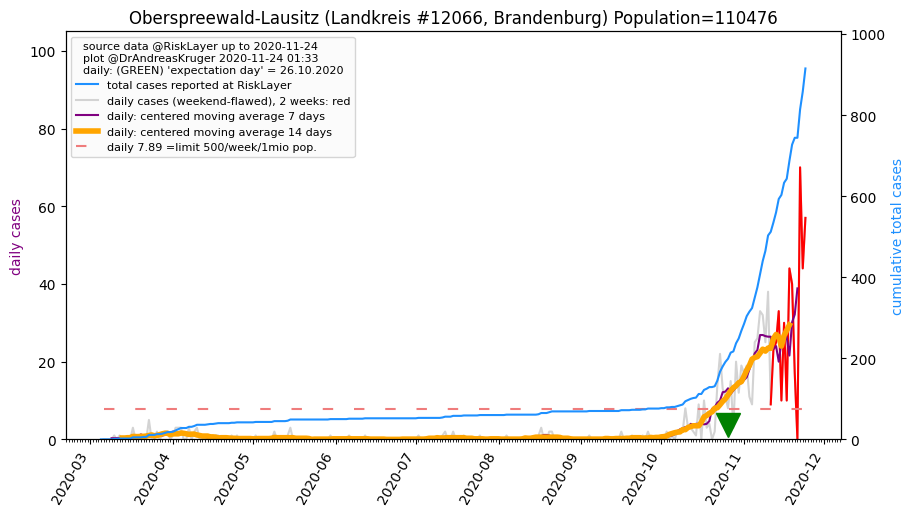 Oberspreewald-Lausitz (Landkreis #12066, Brandenburg) Population=110476
source data @RiskLayer up to 2020-11-24
plot @DrAndreasKruger 2020-11-24 01:33
daily: (GREEN) 'expectation day' = 26.10.2020
total cases reported at RiskLayer
daily cases (weekend-flawed), 2 weeks: red
daily: centered moving average 7 days
daily: centered moving average 14 days
daily 7.89 =limit 500/week/1mio pop.
daily cases
100
80
60
40
20
0
cumulative total cases
1000
800
600
400
200
0
2020-03
2020-04
2020-05
2020-06
2020-07
2020-08
2020-09
2020-10
2020-11
2020-12